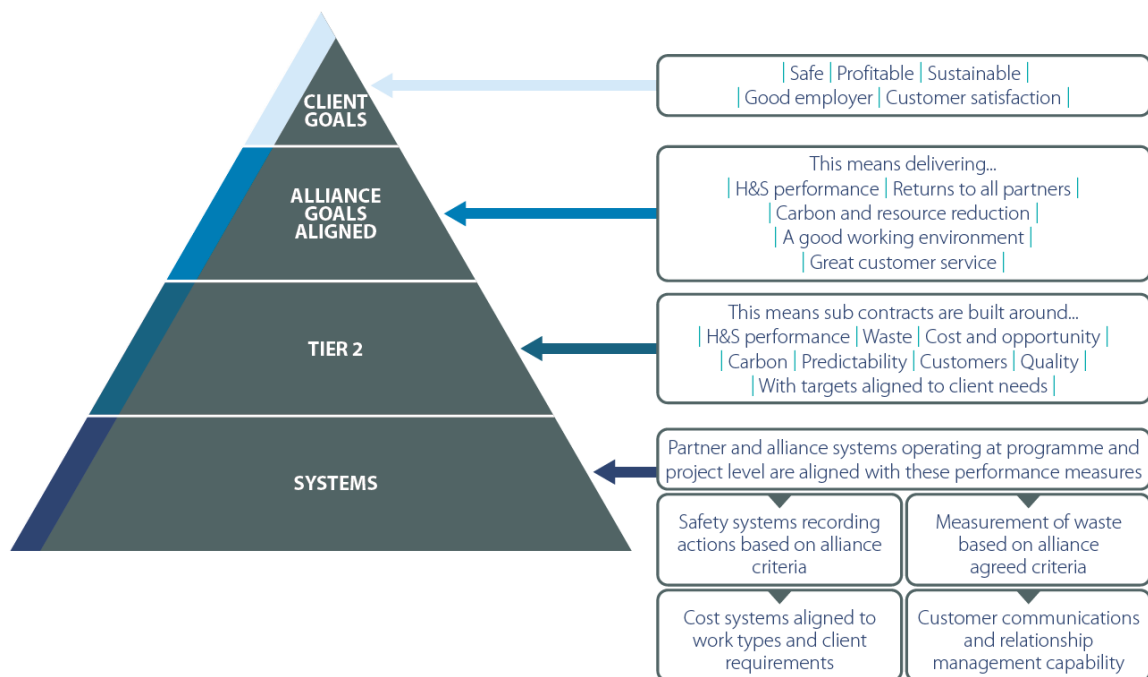 CLIENT
GOALS
| Safe | Profitable | Sustainable |
| Good employer | Customer satisfaction |
ALLIANCE
GOALS
ALIGNED
This means delivering...
| H&S performance | Returns to all partners |
| Carbon and resource reduction |
| A good working environment |
| Great customer service |
TIER 2
This means sub contracts are built around...
| H&S performance | Waste | Cost and opportunity |
| Carbon | Predictability | Customers | Quality |
| With targets aligned to client needs |
SYSTEMS
Partner and alliance systems operating at programme and
project level are aligned with these performance measures
Safety systems recording
actions based on alliance
criteria
Measurement of waste
based on alliance
agreed criteria
Cost systems aligned to
work types and client
requirements
Customer communications
and relationship
management capability